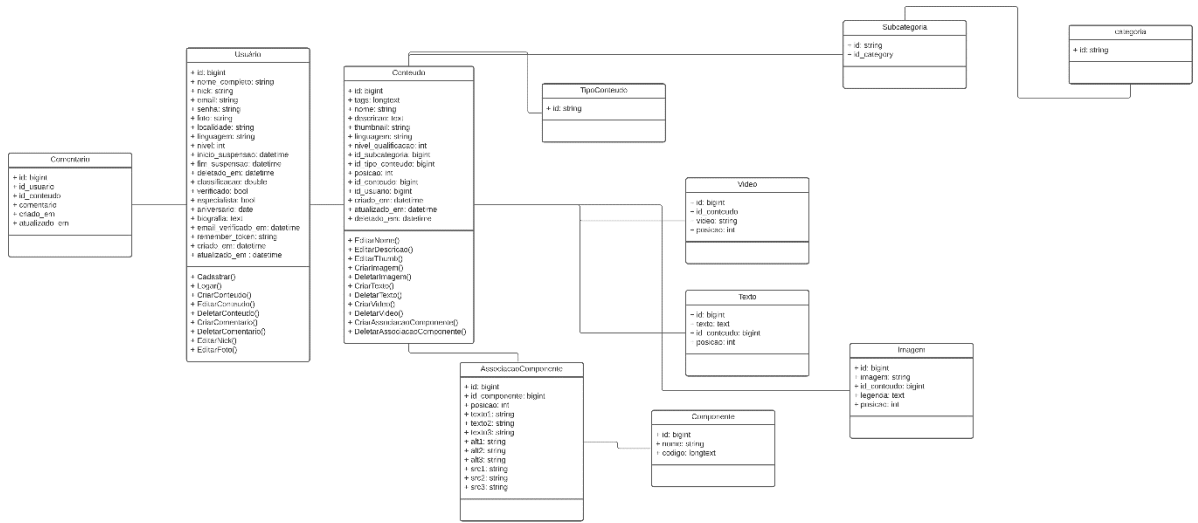 Comentario
+ id: bigint
+ id_usuario
+ id_conteudo
+ comentario
+ criado_em
+ atualizado_em
Usuário
+ id: bigint
+ nome_completo: string
+ nick: string
+ email: string
+ senha: string
+ foto: string
+ localidade: string
+ linguagem: string
+ nivel: int
+ inicio_suspensao: datetime
+ fim_suspensao: datetime
+ deletado_em: datetime
+ classificacao: double
+ verificado: bool
+ especialista: bool
+ aniversario: date
+ biografia: text
+ email_verificado_em: datetime
+ remember_token: string
+ criado_em: datetime
+ atualizado_em : datetime
+ Cadastrar()
+ Logar()
+ CriarConteudo()
+ EditarConteudo()
+ DeletarConteudo()
+ CriarComentario()
+ DeletarComentario()
+ EditarNick()
+ EditarFoto()
Conteudo
+ id: bigint
+ tags: longtext
+ nome: string
+ descricao: text
+ thumbnail: string
+ linguagem: string
+ nivel_qualificacao: int
+ id_subcategoria: bigint
+ id_tipo_conteudo: bigint
+ posicao: int
+ id_conteudo: bigint
+ id_usuario: bigint
+ criado_em: datetime
+ atualizado_em: datetime
+ deletado_em: datetime
+ EditarNome()
+ EditarDescricao()
+ EditarThumb()
+ CriarImagem()
+ DeletarImagem()
+ CriarTexto()
+ DeletarTexto()
+ CriarVideo()
+ DeletarVideo()
+ CriarAssociacaoComponente()
+ DeletarAssociacaoComponente()
TipoConteudo
+ id: string
Subcategoria
+ id: string
+ id_category
categoria
+ id: string
Video
+ id: bigint
+ id_conteudo
+ video: string
+ posicao: int
Texto
+ id: bigint
+ texto: text
+ id_conteudo: bigint
+ posicao: int
Imagem
+ id: bigint
+ imagem: string
+ id_conteudo: bigint
+ legenda: text
+ posicao: int
AssociacaoComponente
+ id: bigint
+ id_componente: bigint
+ posicao: int
+ texto1: string
+ texto2: string
+ texto3: string
+ alt1: string
+ alt2: string
+ alt3: string
+ src1: string
+ src2: string
+ src3: string
Componente
+ id: bigint
+ nome: string
+ codigo: longtext